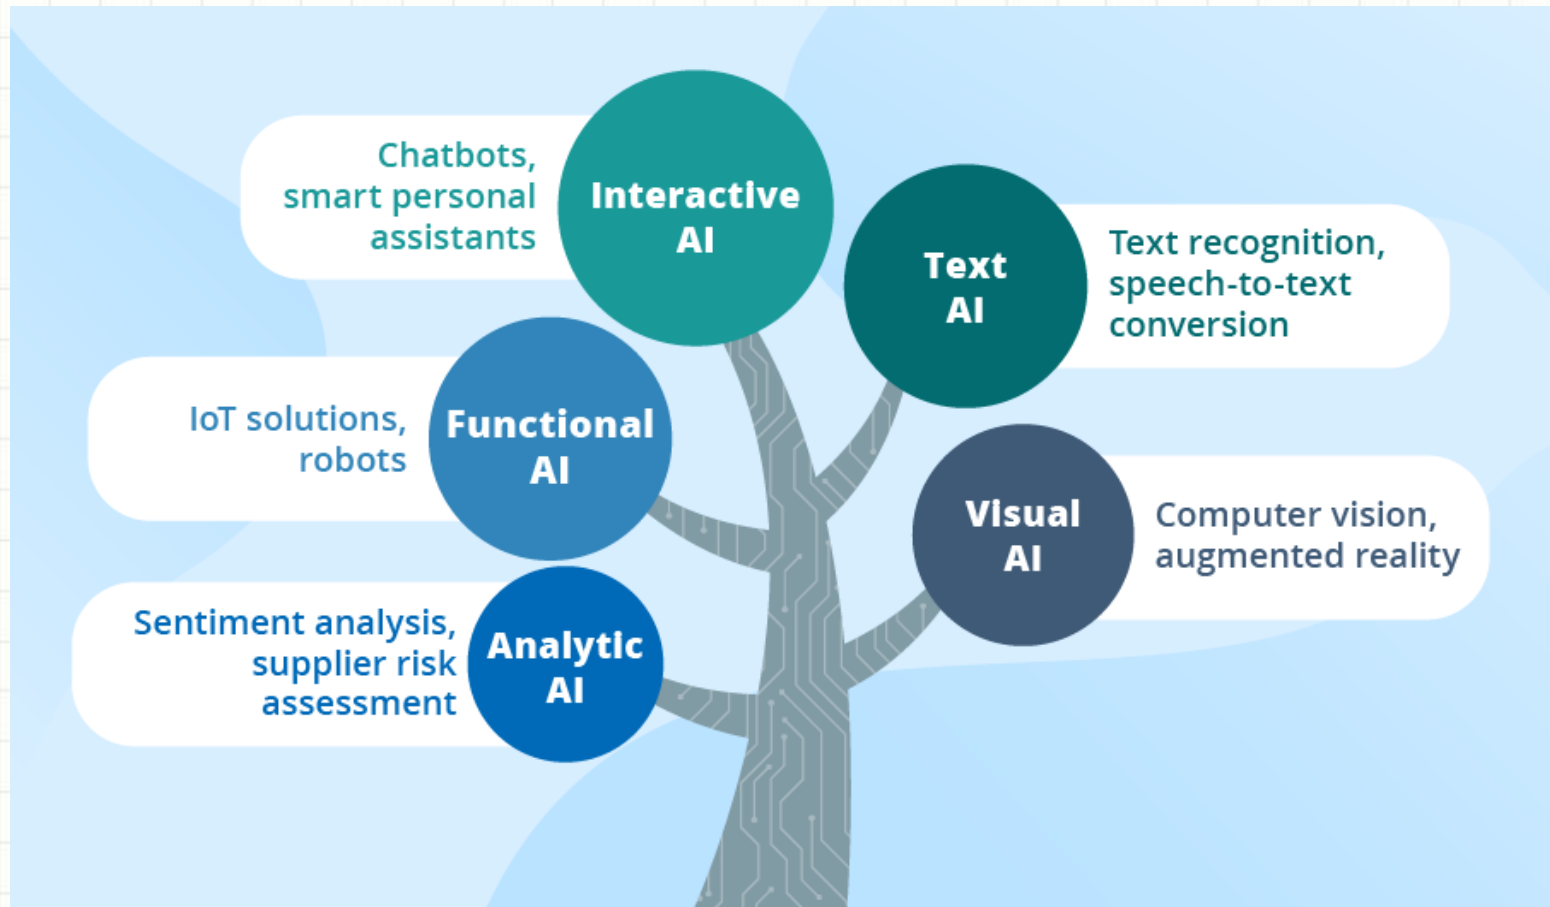 Chatbots,
smart personal
assistants
Interactive
AI
Text
AI
Text recognition,
speech-to-text
conversion
IoT solutions,
robots
Functional
AI
Visual
AI
Computer vision,
augmented reality
Sentiment analysis,
supplier risk
assessment
Analytic
AI